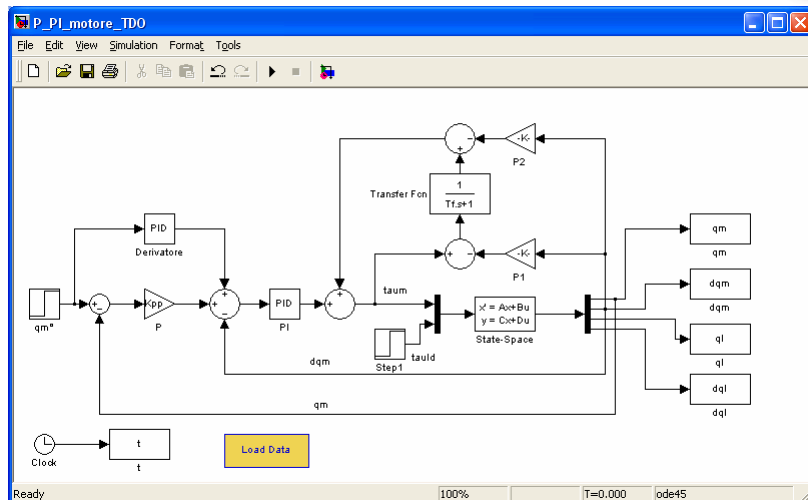 P_PI_motore_TDO
File Edit View Simulation Format Tools
-K-
P2
Transfer Fcn
1
Tf.s+1
PID
Derivatore
-K-
P1
qm
qm
qm*
Kpp
P
PID
PI
taum
Step1
tauld
x' = Ax+Bu
y = Cx+Du
State-Space
dqm
dqm
ql
ql
dql
dql
dqm
qm
Clock
t
t
Load Data
Ready 100% T=0.000 ode45